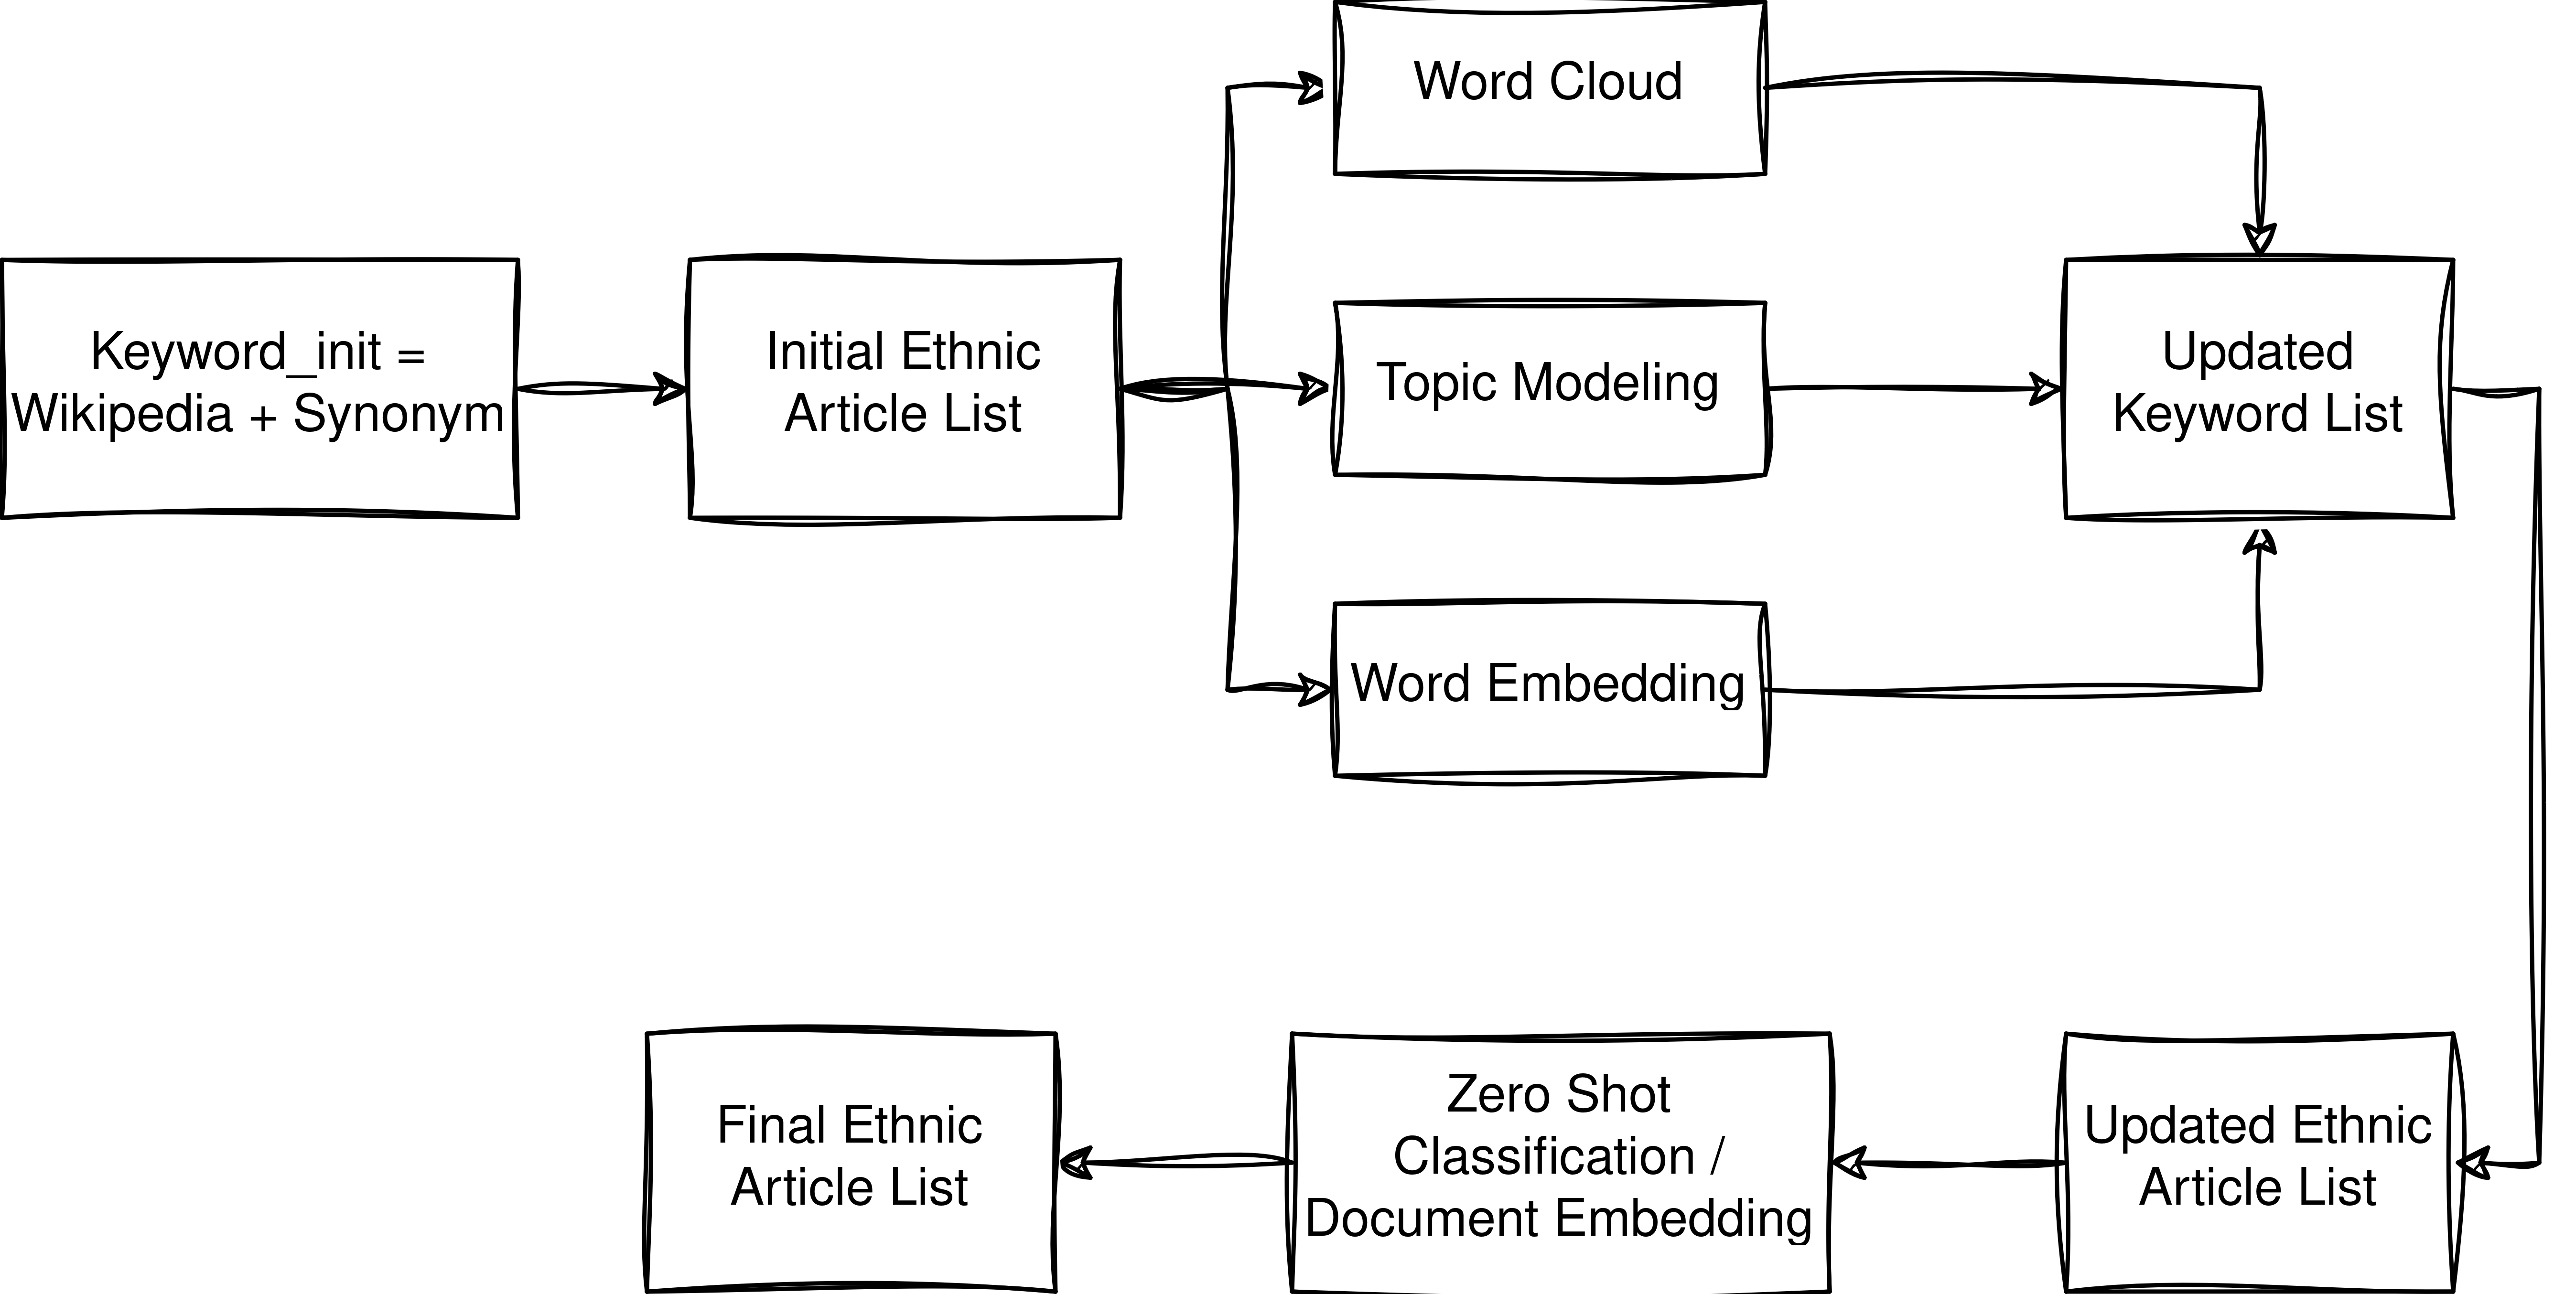 Keyword_init =
Wikipedia + Synonym
Initial Ethnic
Article List
Word Cloud
Topic Modeling
Word Embedding
Updated
Keyword List
Updated Ethnic
Article List
Zero Shot
Classification /
Document Embedding
Final Ethnic
Article List